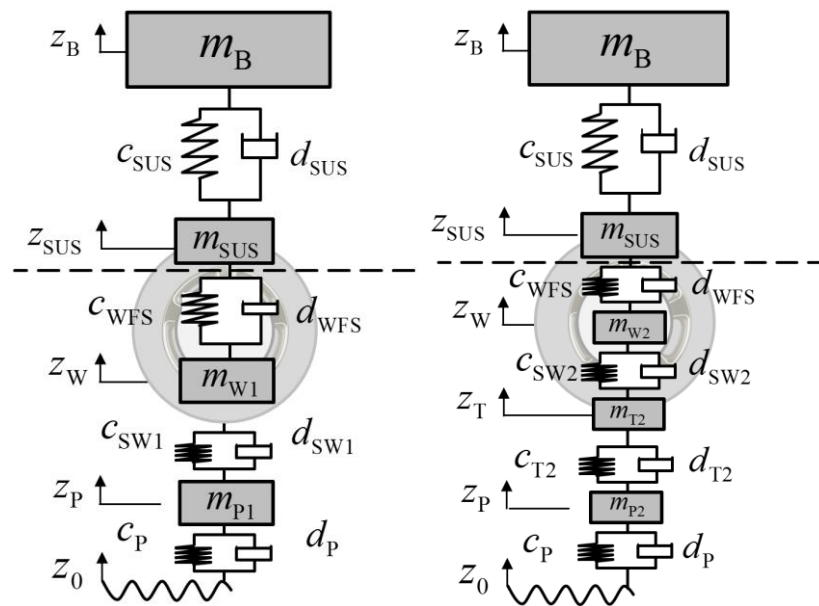 z_B m_B
c_SUS d_SUS
z_SUS m_SUS
c_WFS d_WFS
z_W m_W1
c_SW1 d_SW1
z_P m_P1
c_P d_P
z_0
z_B m_B
c_SUS d_SUS
z_SUS m_SUS
c_WFS d_WFS
z_W m_W2
c_SW2 d_SW2
z_T m_T2
c_T2 d_T2
z_P m_P2
c_P d_P
z_0